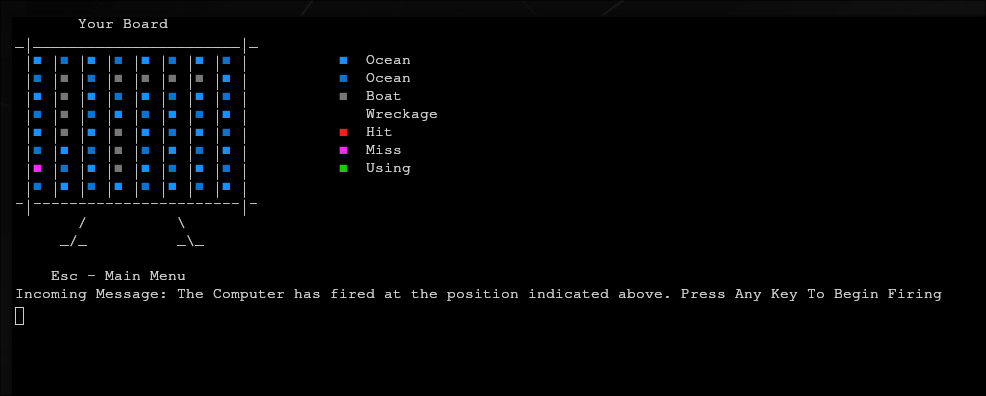 Your Board
Ocean
Ocean
Boat
Wreckage
Hit
Miss
Using
Esc - Main Menu
Incoming Message: The Computer has fired at the position indicated above. Press Any Key To Begin Firing